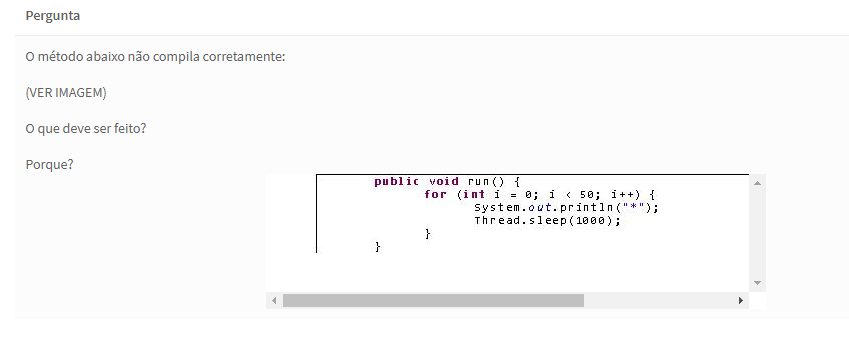 Pergunta
O método abaixo não compila corretamente:
(VER IMAGEM)
O que deve ser feito?
Porque?
public void run() {
for (int i = 0; i < 50; i++) {
System.out.println("*");
Thread.sleep(1000);
}
}